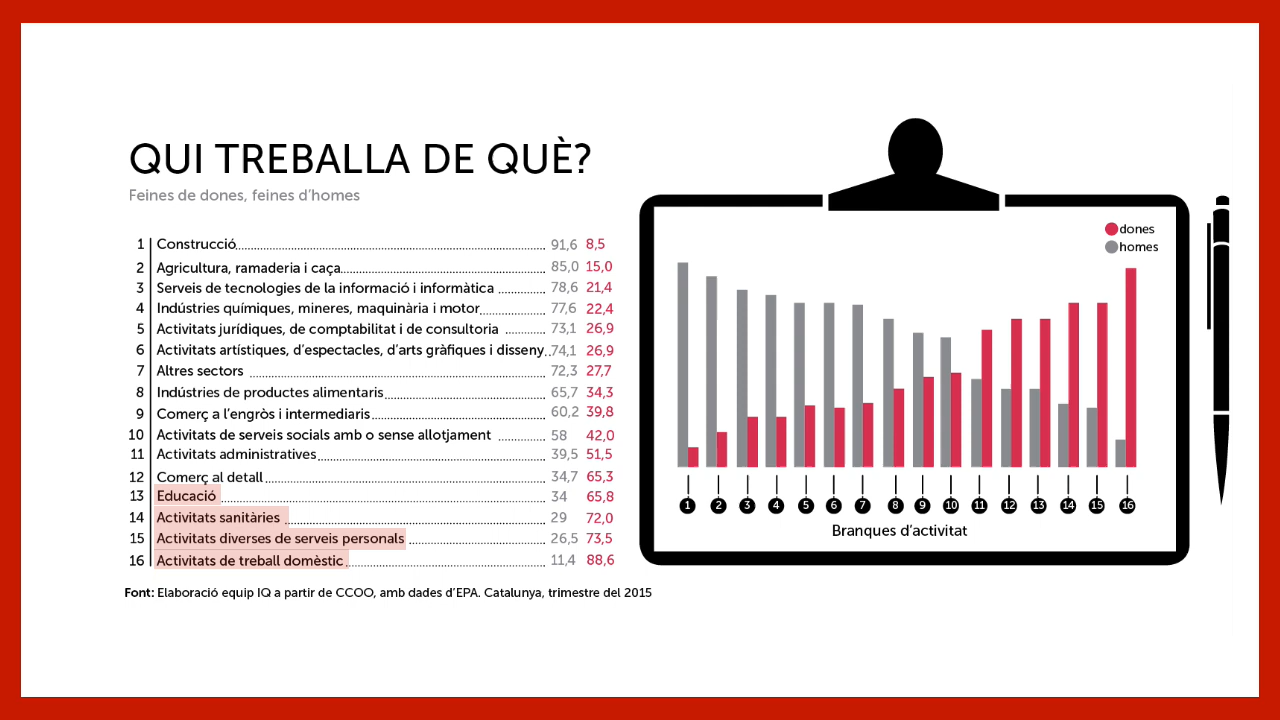 QUI TREBALLA DE QUÈ?
Feines de dones, feines d'homes
1 Construcció 91,6 8,5
2 Agricultura, ramaderia i caça 85,0 15,0
3 Serveis de tecnologies de la informació i informàtica 78,6 21,4
4 Indústries químiques, mineres, maquinària i motor 77,6 22,4
5 Activitats jurídiques, de comptabilitat i de consultoria 73,1 26,9
6 Activitats artístiques, d'espectacles, d'arts gràfiques i disseny 74,1 26,9
7 Altres sectors 72,3 27,7
8 Indústries de productes alimentaris 65,7 34,3
9 Comerç a l'engròs i intermediaris 60,2 39,8
10 Activitats de serveis socials amb o sense allotjament 58 42,0
11 Activitats administratives 39,5 51,5
12 Comerç al detall 34,7 65,3
13 Educació 34 65,8
14 Activitats sanitàries 29 72,0
15 Activitats diverses de serveis personals 26,5 73,5
16 Activitats de treball domèstic 11,4 88,6
Font: Elaboració equip IQ a partir de CCOO, amb dades d'EPA. Catalunya, trimestre del 2015
dones
homes
1 2 3 4 5 6 7 8 9 10 11 12 13 14 15 16
Branques d'activitat